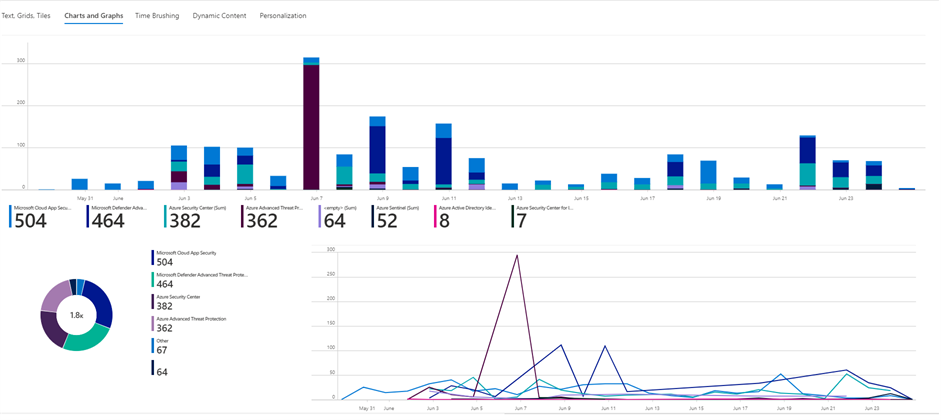 Text, Grids, Tiles
Charts and Graphs
Time Brushing
Dynamic Content
Personalization
300
200
100
0
May 31
June
Jun 3
Jun 5
Jun 7
Jun 9
Jun 11
Jun 13
Jun 15
Jun 17
Jun 19
Jun 21
Jun 23
Microsoft Cloud App Secu...
504
Microsoft Defender Adva...
464
Azure Security Center (Sum)
382
Azure Advanced Threat Pr...
362
<empty> (Sum)
64
Azure Sentinel (Sum)
52
Azure Active Directory Ide...
8
Azure Security Center for I...
7
1.8K
Microsoft Cloud App Security
504
Microsoft Defender Advanced Threat Prote...
464
Azure Security Center
382
Azure Advanced Threat Protection
362
Other
67
64
300
250
200
150
100
50
0
May 31
June
Jun 3
Jun 5
Jun 7
Jun 9
Jun 11
Jun 13
Jun 15
Jun 17
Jun 19
Jun 21
Jun 23